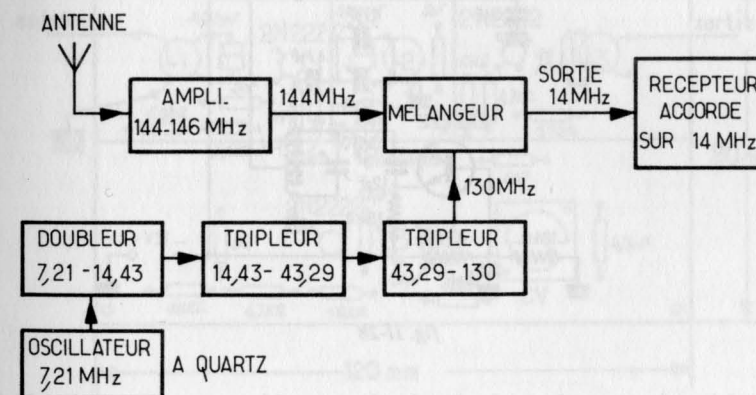 ANTENNE
AMPLI.
144-146 MHz
144MHz
MELANGEUR
SORTIE
14MHz
RECEPTEUR
ACCORDE
SUR 14 MHz
130MHz
DOUBLEUR
7,21 -14,43
TRIPLEUR
14,43- 43,29
TRIPLEUR
43,29-130
OSCILLATEUR
7,21 MHz
A QUARTZ